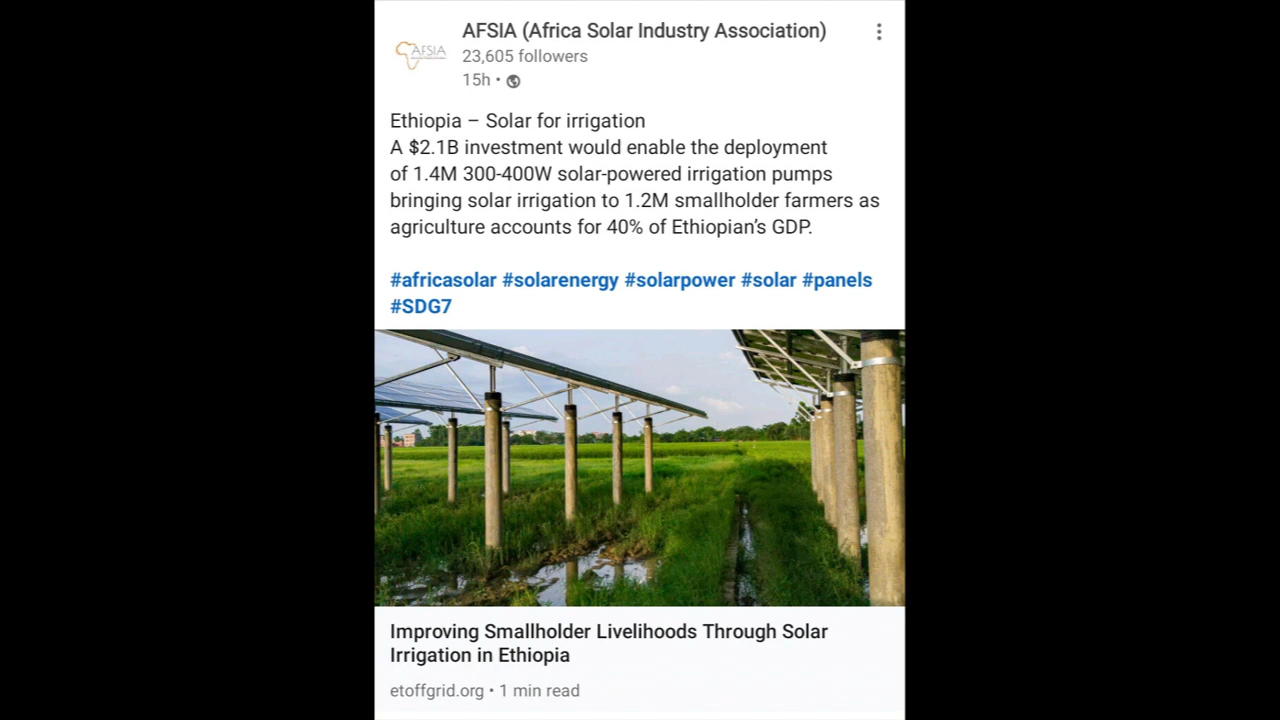 AFSIA (Africa Solar Industry Association)
AFSIA
23,605 followers
15h •
Ethiopia – Solar for irrigation
A $2.1B investment would enable the deployment
of 1.4M 300-400W solar-powered irrigation pumps
bringing solar irrigation to 1.2M smallholder farmers as
agriculture accounts for 40% of Ethiopian's GDP.
#africasolar #solarenergy #solarpower #solar #panels
#SDG7
Improving Smallholder Livelihoods Through Solar
Irrigation in Ethiopia
etoffgrid.org • 1 min read